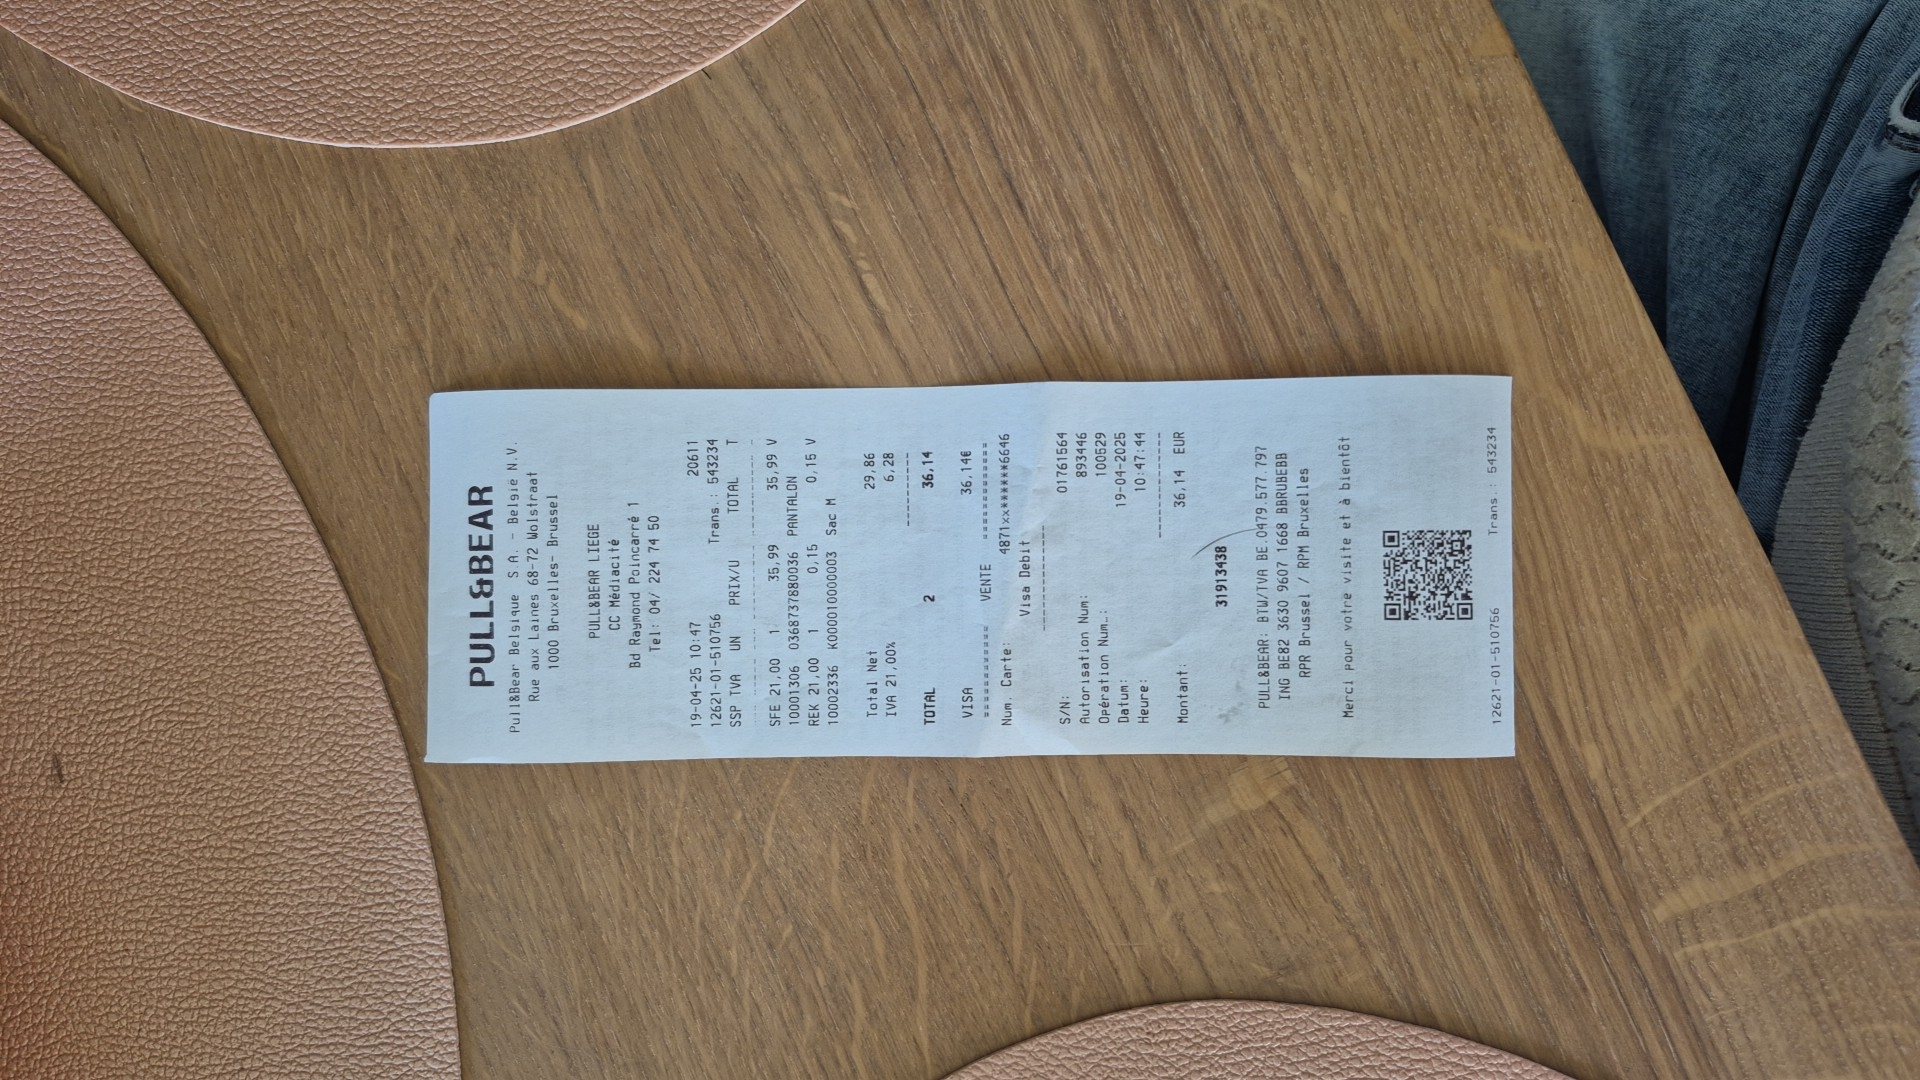 PULL&BEAR
Pull&Bear Belgique S.A. - België N.V.
Rue aux Laines 68-72 Wolstraat
1000 Bruxelles- Brussel
PULL&BEAR LIEGE
CC Médiacité
Bd Raymond Poincarré 1
Tel: 04/ 224 74 50
19-04-25 10:47 20611
12621-01-510756 Trans.: 543234
SSP TVA UN PRIX/U TOTAL T
SFE 21,00 1 35,99 35,99 V
10001306 03687378800036 PANTALON
REK 21,00 1 0,15 0,15 V
10002336 K000010000003 Sac M
Total Net 29,86
IVA 21,00% 6,28
TOTAL 2 36,14
VISA 36,14€
============== VENTE ==============
Num. Carte: 4871xx******6646
Visa Debit
S/N: 01761564
Autorisation Num: 893446
Opération Num.: 100529
Datum: 19-04-2025
Heure: 10:47:44
Montant: 36,14 EUR
31913438
PULL&BEAR: BTW/TVA BE.0479.577.797
ING BE82 3630 9607 1668 BBRUBEBB
RPR Brussel / RPM Bruxelles
Merci pour votre visite et à bientôt
12621-01-510756 Trans.: 543234